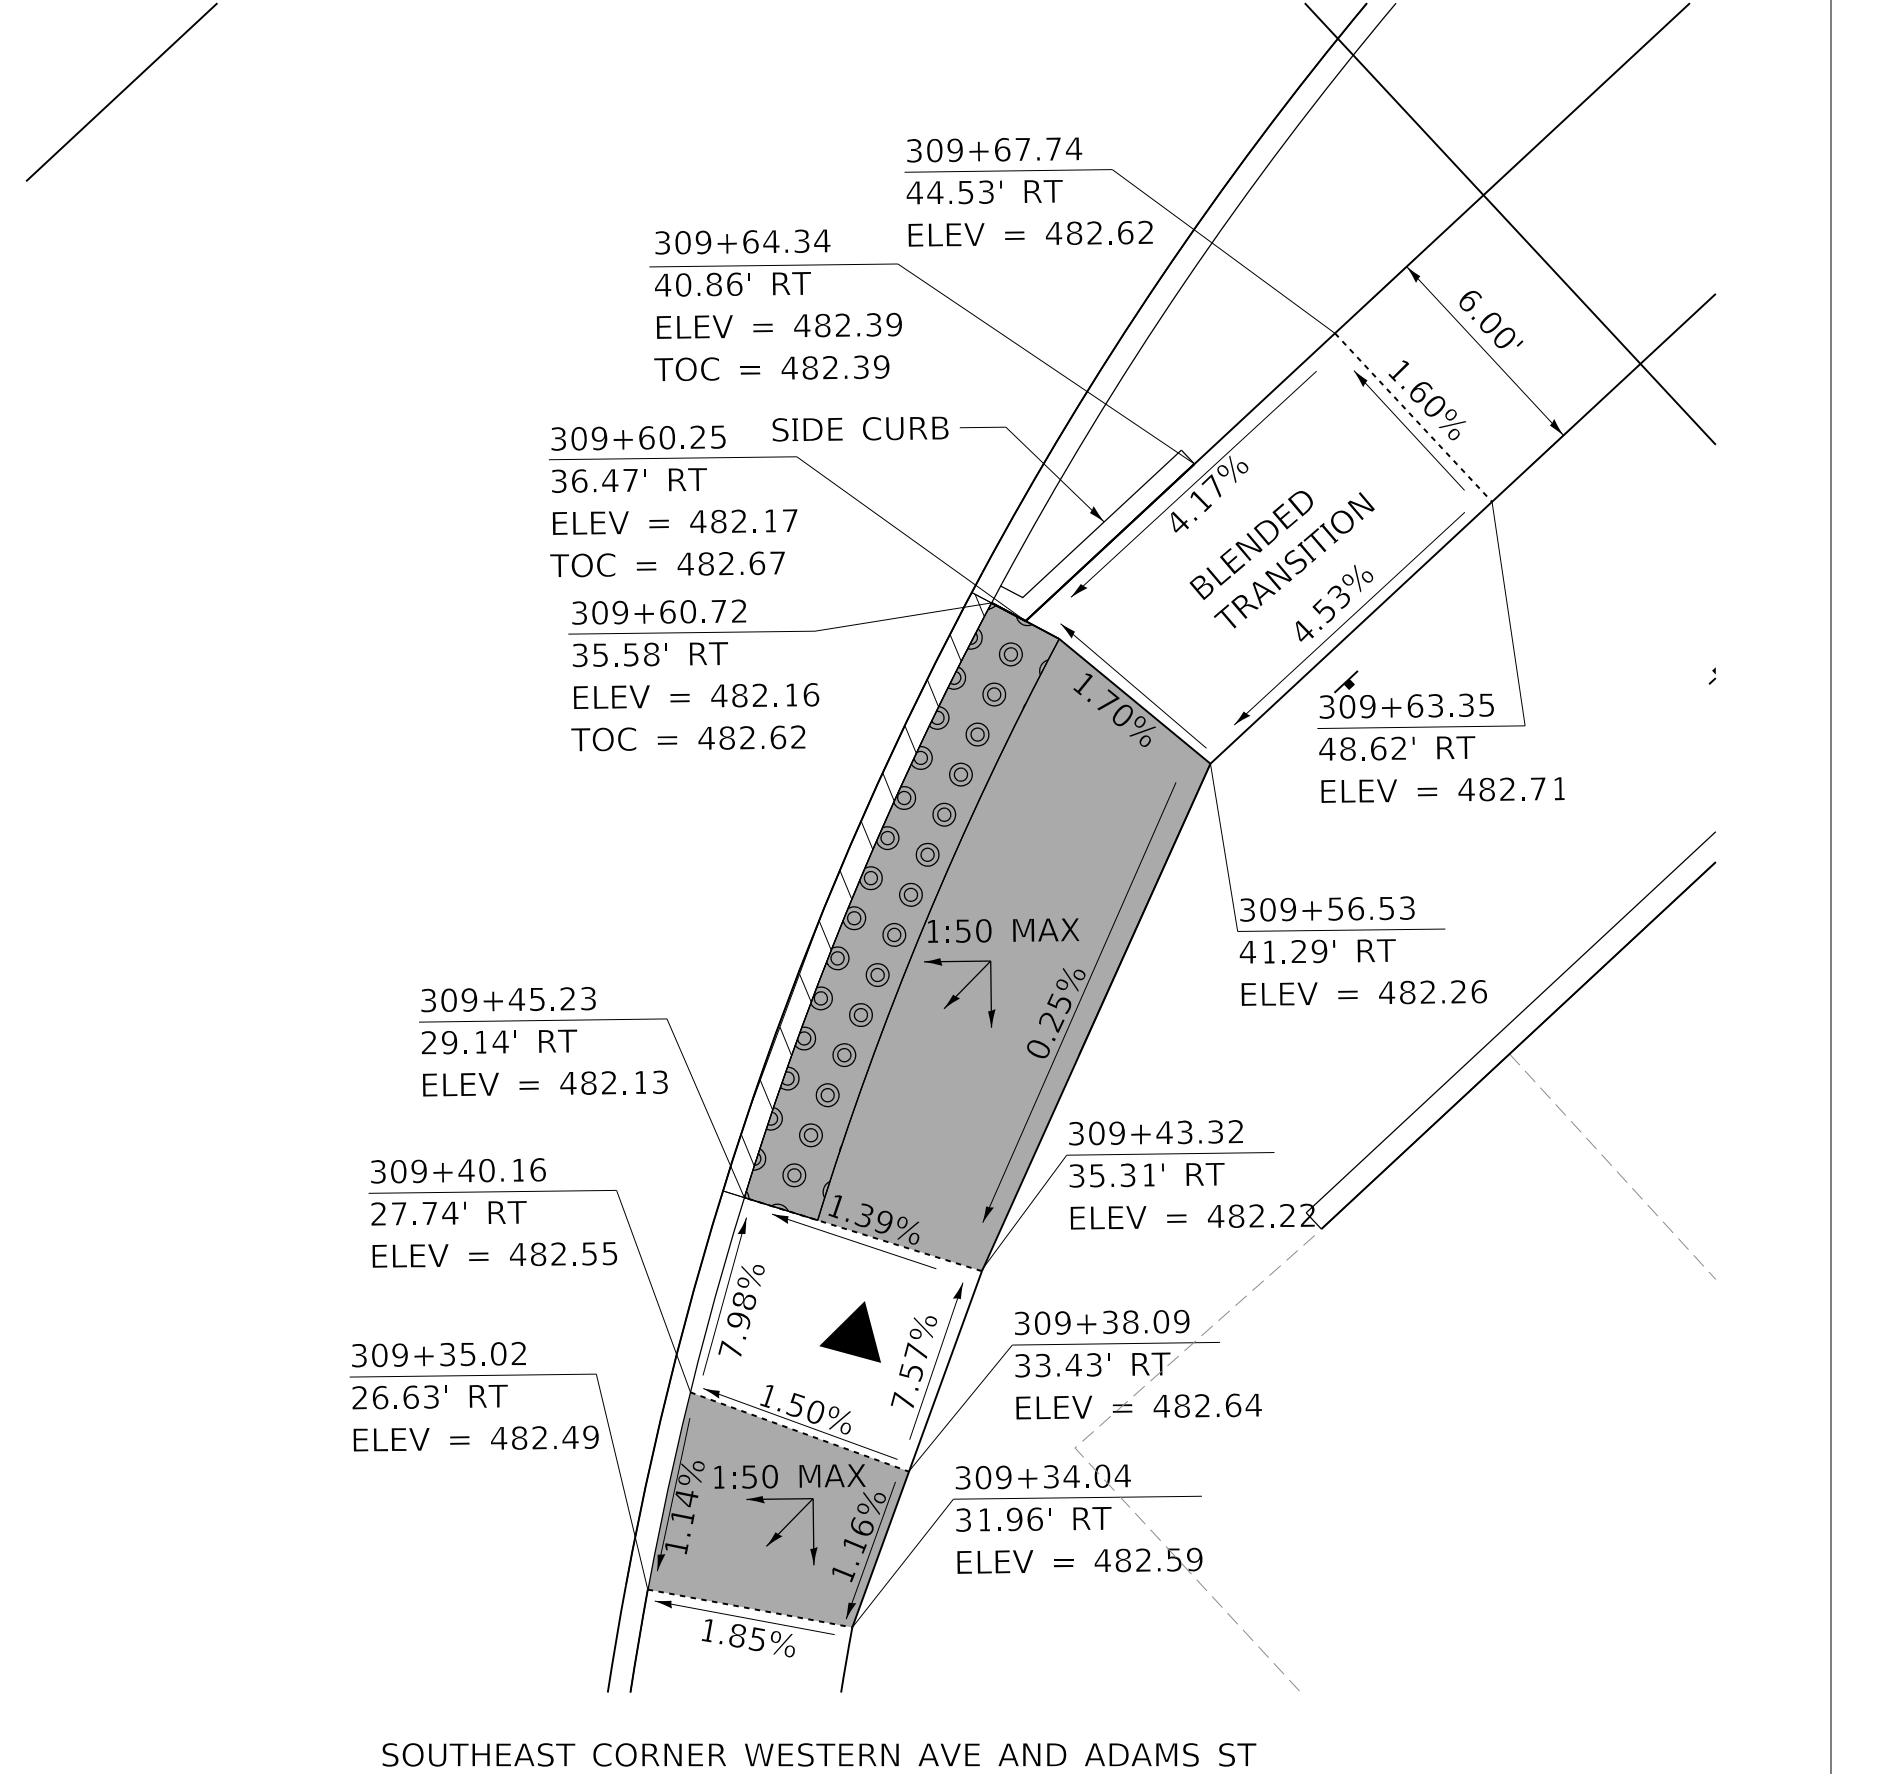 309+67.74
44.53' RT
ELEV = 482.62
309+64.34
40.86' RT
ELEV = 482.39
TOC = 482.39
6.00'
1.60%
SIDE CURB
309+60.25
36.47' RT
ELEV = 482.17
TOC = 482.67
4.17%
BLENDED
TRANSITION
4.53%
309+60.72
35.58' RT
ELEV = 482.16
TOC = 482.62
1.70%
309+63.35
48.62' RT
ELEV = 482.71
1:50 MAX
309+56.53
41.29' RT
ELEV = 482.26
0.25%
309+45.23
29.14' RT
ELEV = 482.13
309+43.32
35.31' RT
ELEV = 482.22
309+40.16
27.74' RT
ELEV = 482.55
1.39%
7.98%
7.57%
309+38.09
33.43' RT
ELEV = 482.64
309+35.02
26.63' RT
ELEV = 482.49
1.50%
1:50 MAX
1.14%
1.16%
309+34.04
31.96' RT
ELEV = 482.59
1.85%
SOUTHEAST CORNER WESTERN AVE AND ADAMS ST